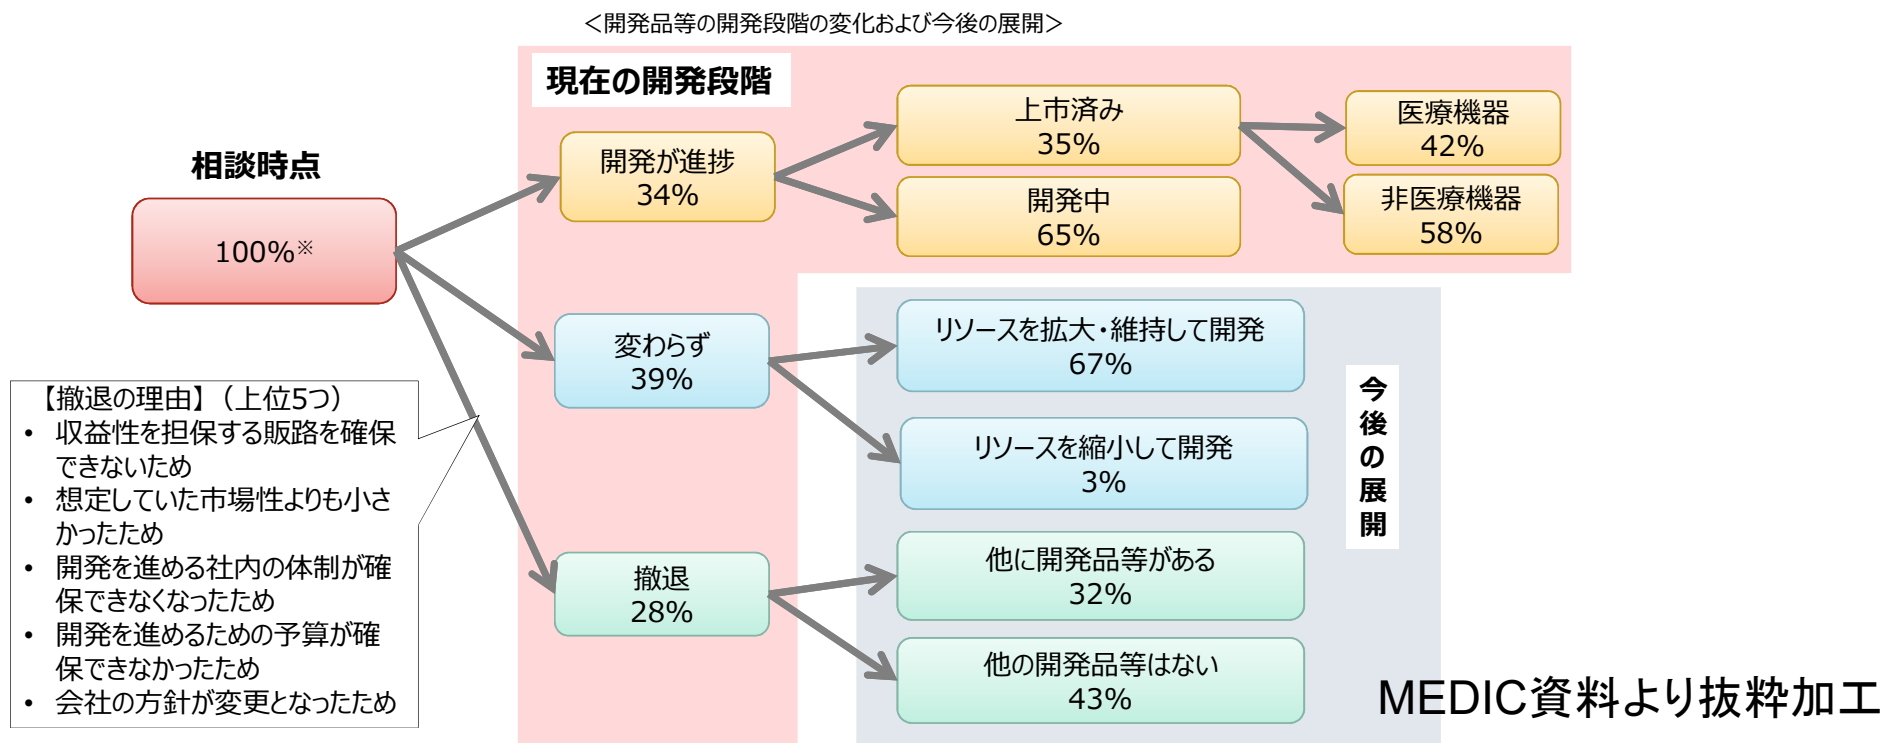 ＜開発品等の開発段階の変化および今後の展開＞
現在の開発段階
相談時点
100%※
開発が進捗
34%
上市済み
35%
開発中
65%
医療機器
42%
非医療機器
58%
変わらず
39%
リソースを拡大・維持して開発
67%
リソースを縮小して開発
3%
撤退
28%
他に開発品等がある
32%
他の開発品等はない
43%
今後の展開
【撤退の理由】（上位5つ）
• 収益性を担保する販路を確保
できないため
• 想定していた市場性よりも小さ
かったため
• 開発を進める社内の体制が確
保できなくなったため
• 開発を進めるための予算が確
保できなかったため
• 会社の方針が変更となったため
MEDIC資料より抜粋加工